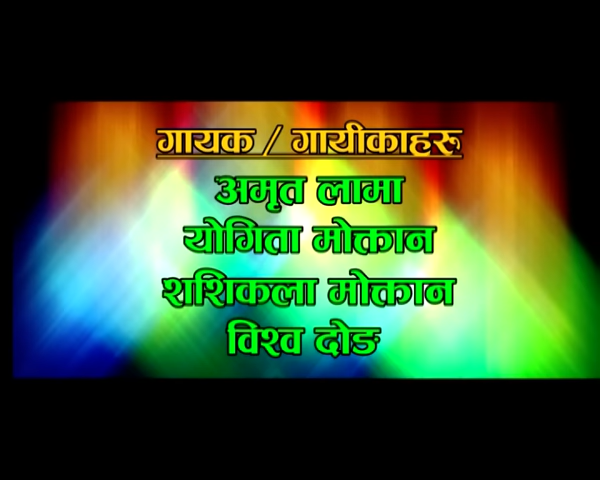 गायक / गायीकाहरू
अमृत लामा
योगिता मोक्तान
शशिकला मोक्तान
विश्व दोङ